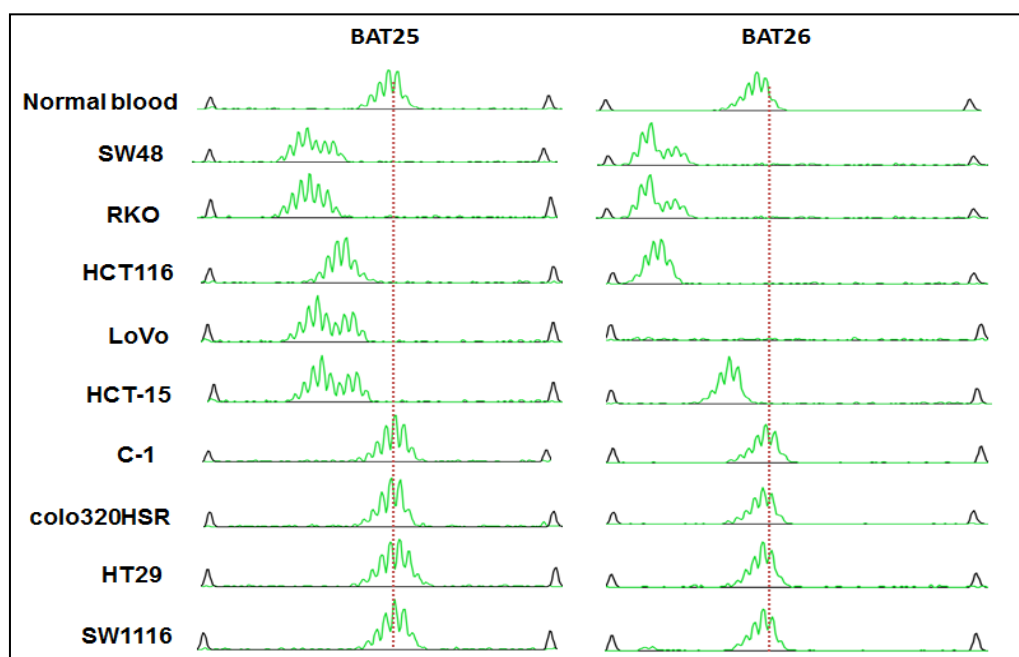 BAT25 BAT26
Normal blood
SW48
RKO
HCT116
LoVo
HCT-15
C-1
colo320HSR
HT29
SW1116